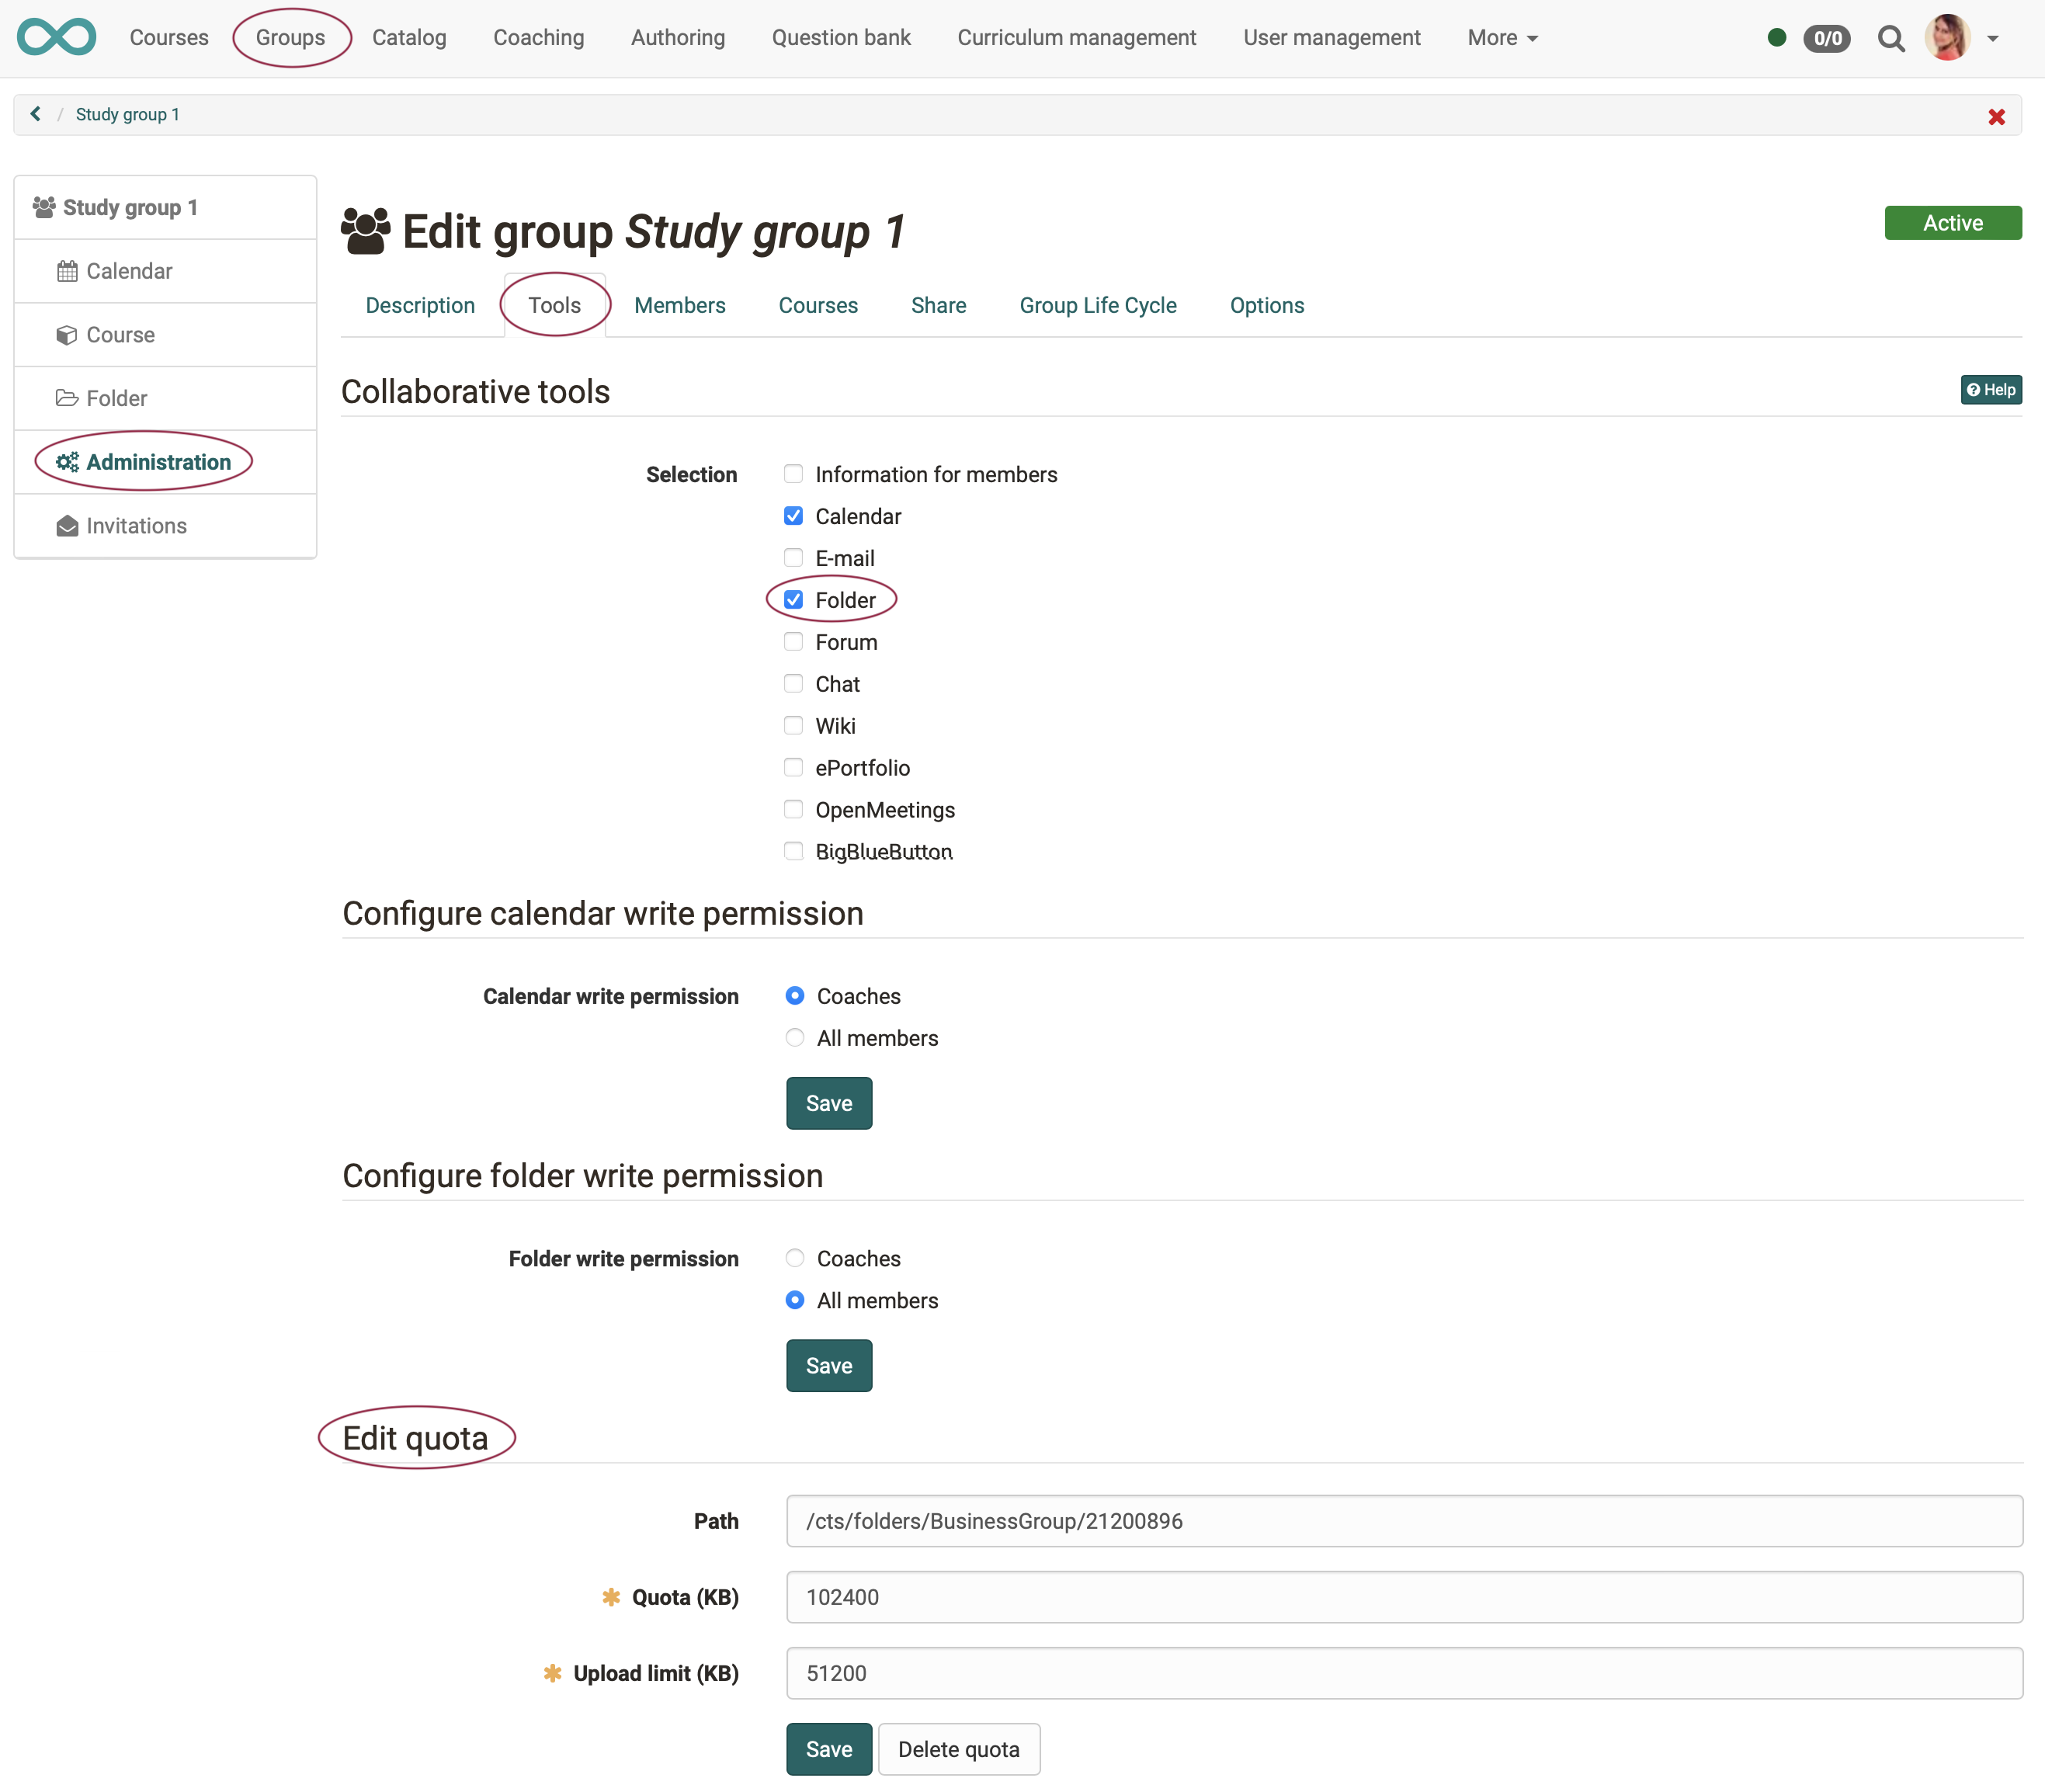 Courses Groups Catalog Coaching Authoring Question bank Curriculum management User management More 0/0
/ Study group 1
Study group 1
Calendar
Course
Folder
Administration
Invitations
Edit group Study group 1
Active
Description Tools Members Courses Share Group Life Cycle Options
Collaborative tools
Help
Selection
Information for members
Calendar
E-mail
Folder
Forum
Chat
Wiki
ePortfolio
OpenMeetings
BigBlueButton
Configure calendar write permission
Calendar write permission
Coaches
All members
Save
Configure folder write permission
Folder write permission
Coaches
All members
Save
Edit quota
Path /cts/folders/BusinessGroup/21200896
Quota (KB) 102400
Upload limit (KB) 51200
Save Delete quota